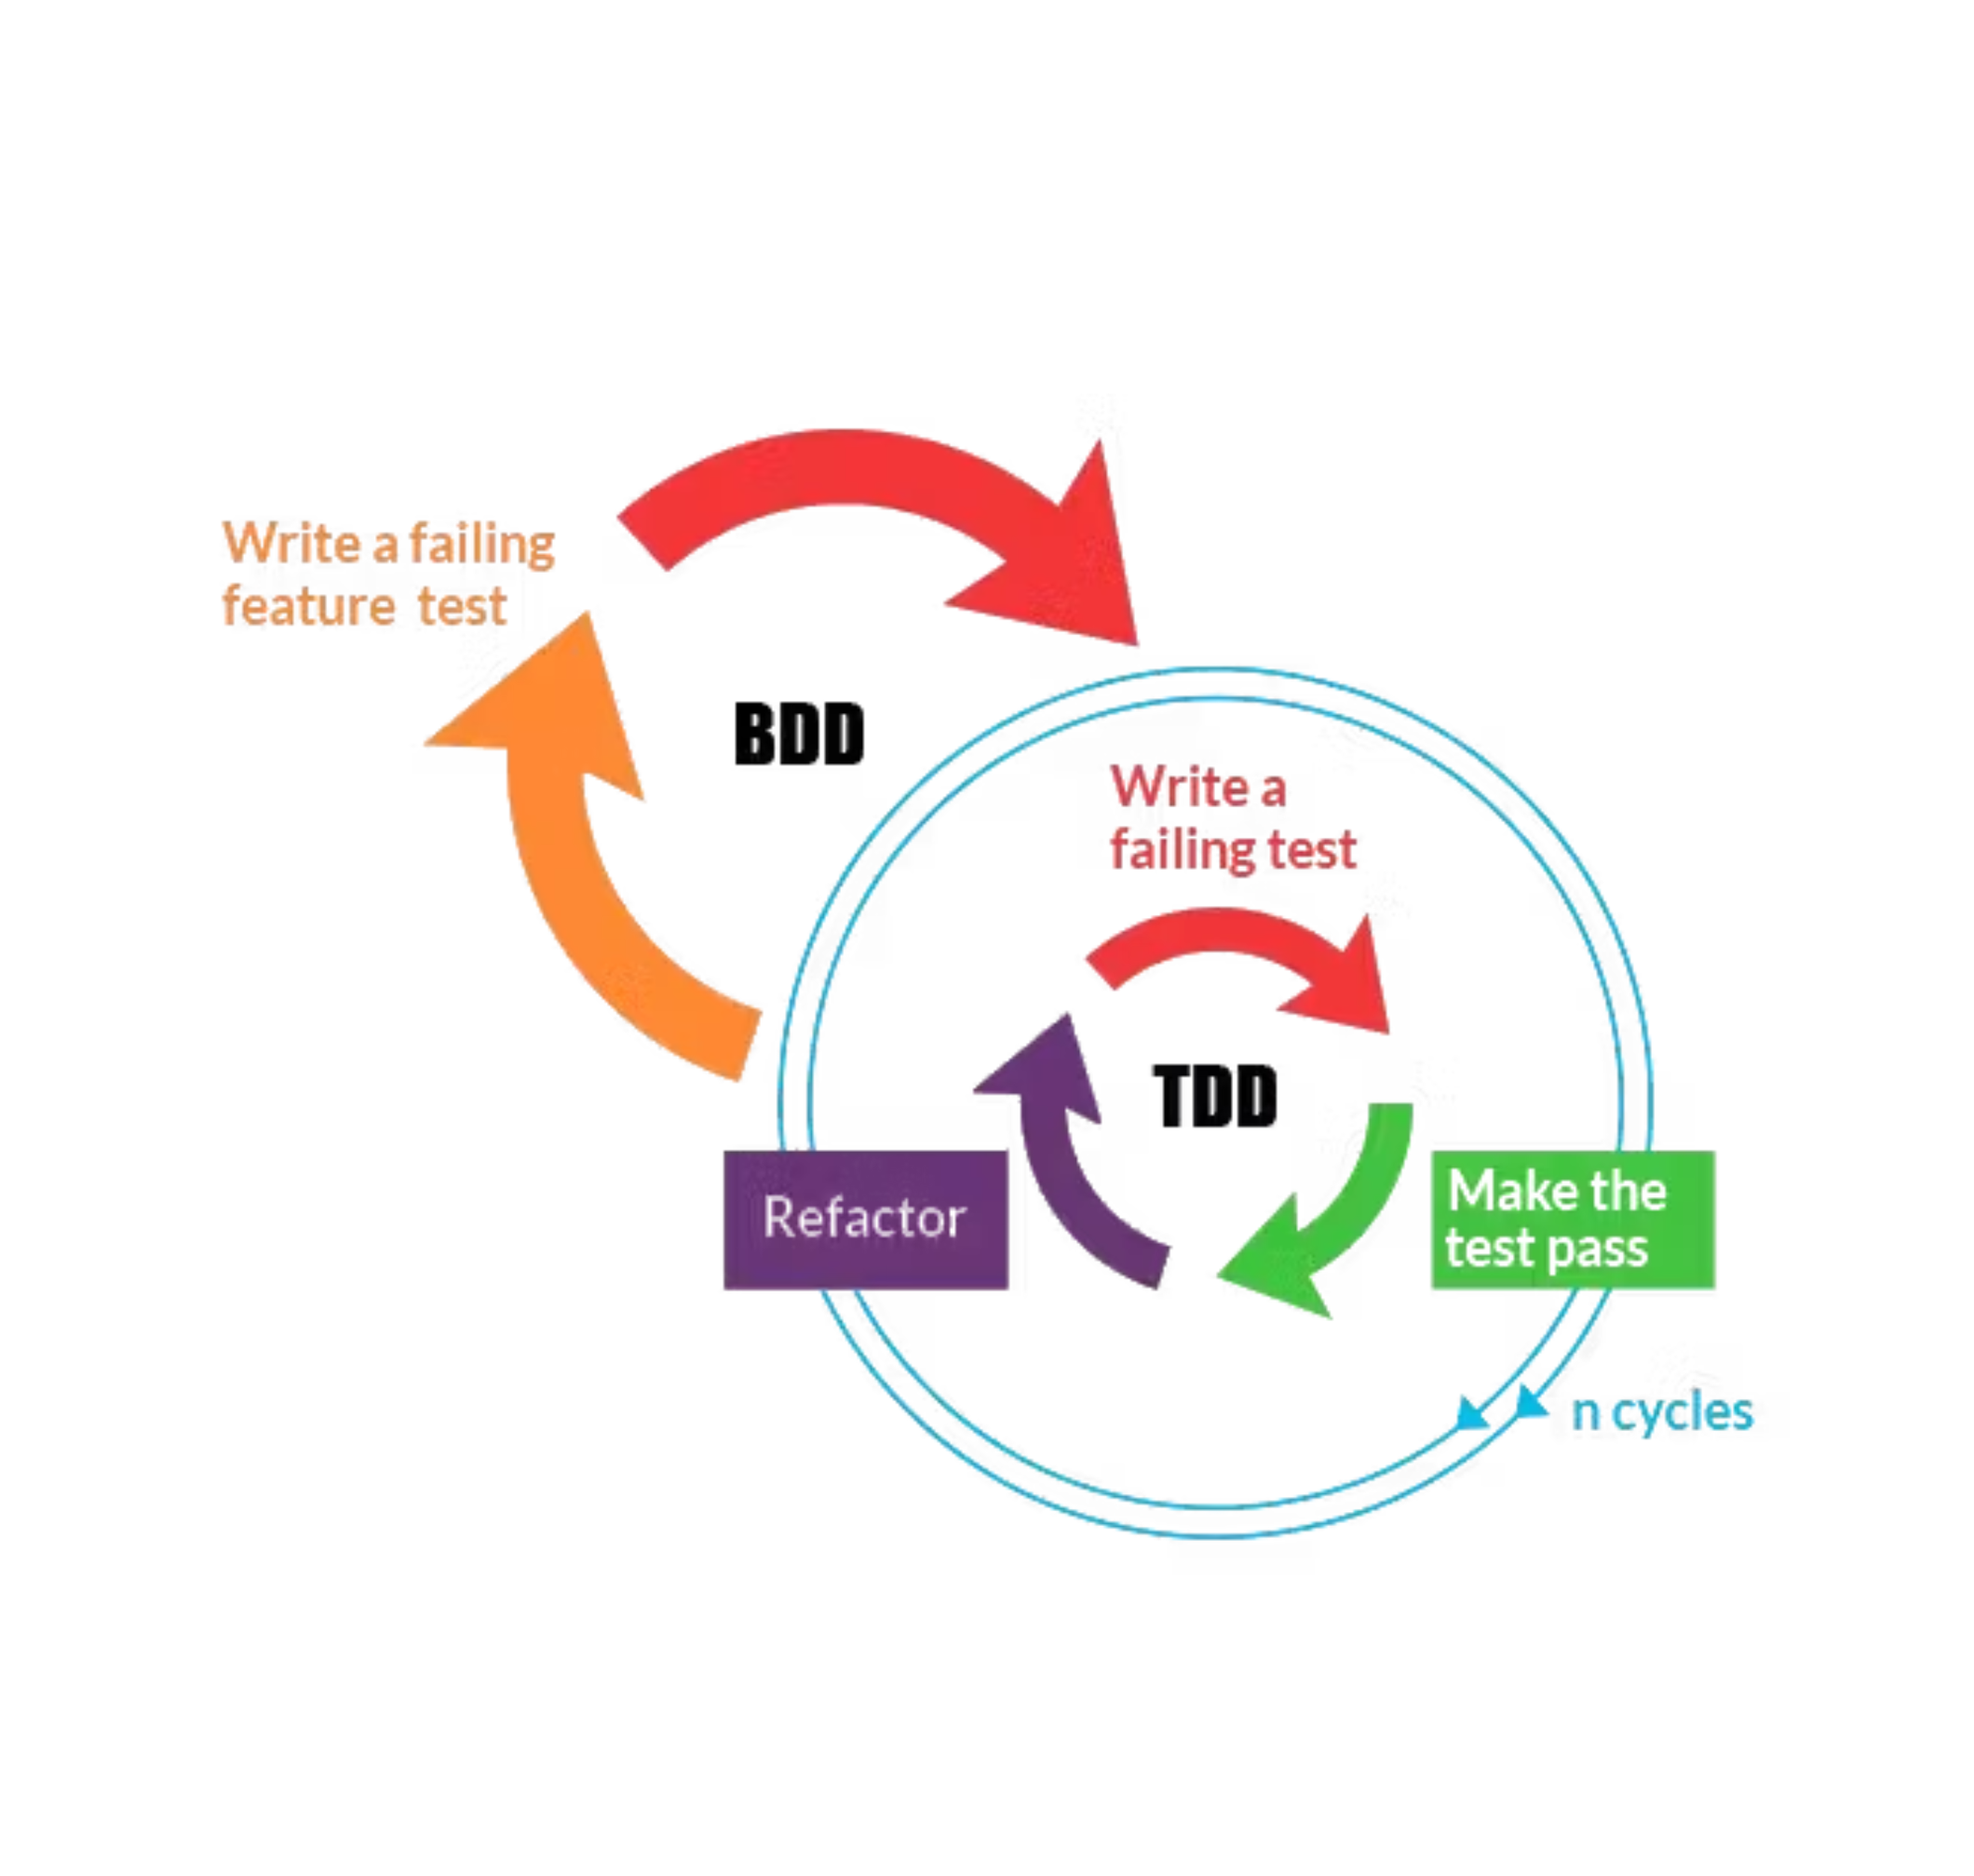 Write a failing
feature test
BDD
Write a
failing test
TDD
Refactor
Make the
test pass
n cycles